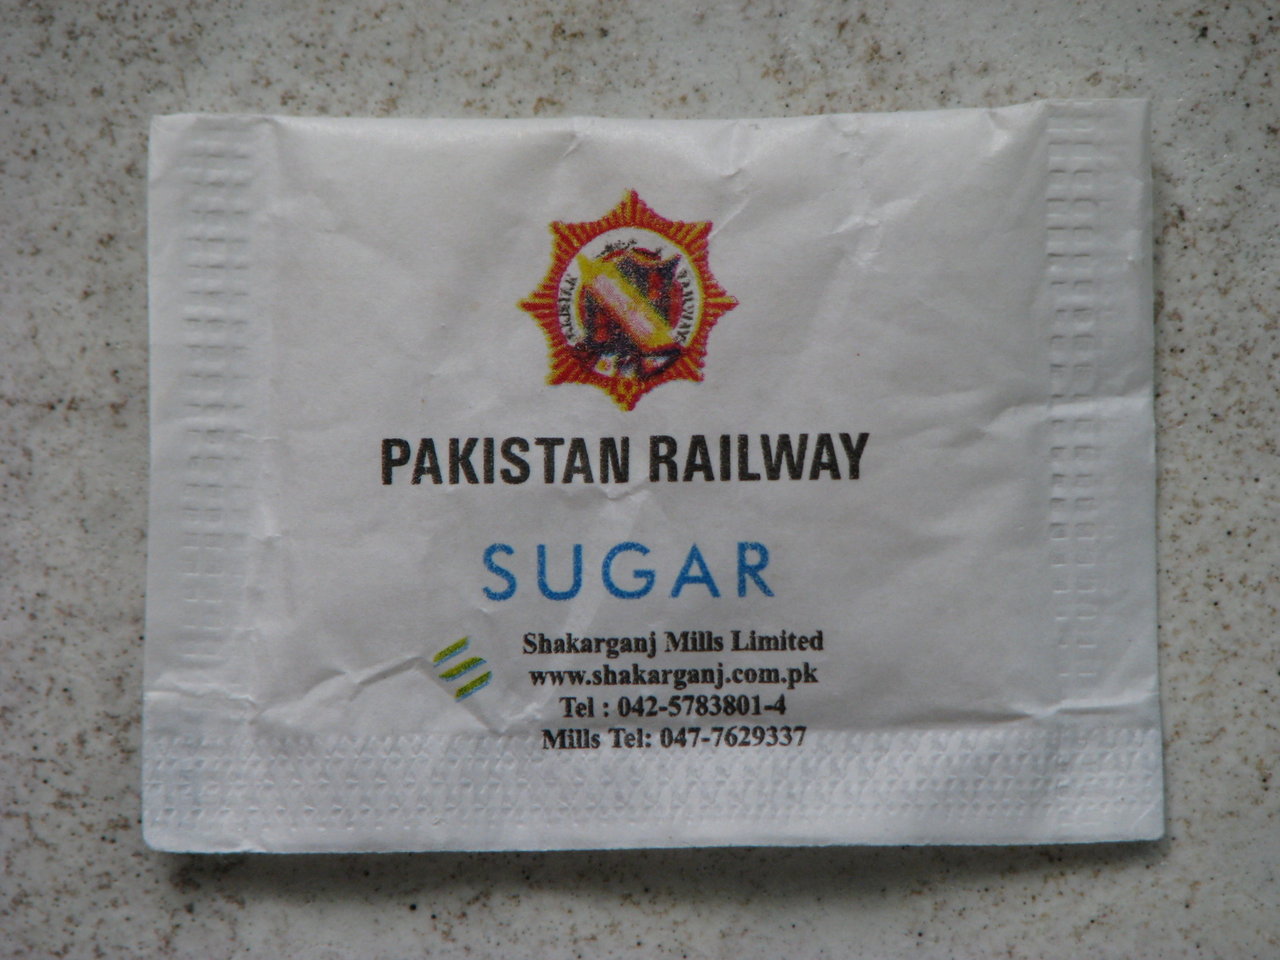 PAKISTAN RAILWAY
SUGAR
Shakarganj Mills Limited
www.shakarganj.com.pk
Tel : 042-5783801-4
Mills Tel: 047-7629337